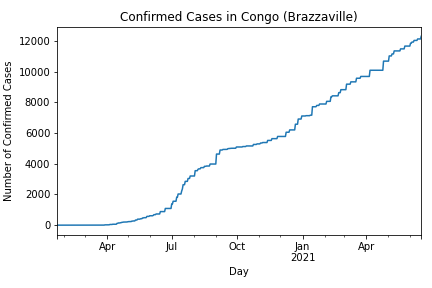 Confirmed Cases in Congo (Brazzaville)
Number of Confirmed Cases
12000
10000
8000
6000
4000
2000
0
Apr Jul Oct Jan Apr
2021
Day